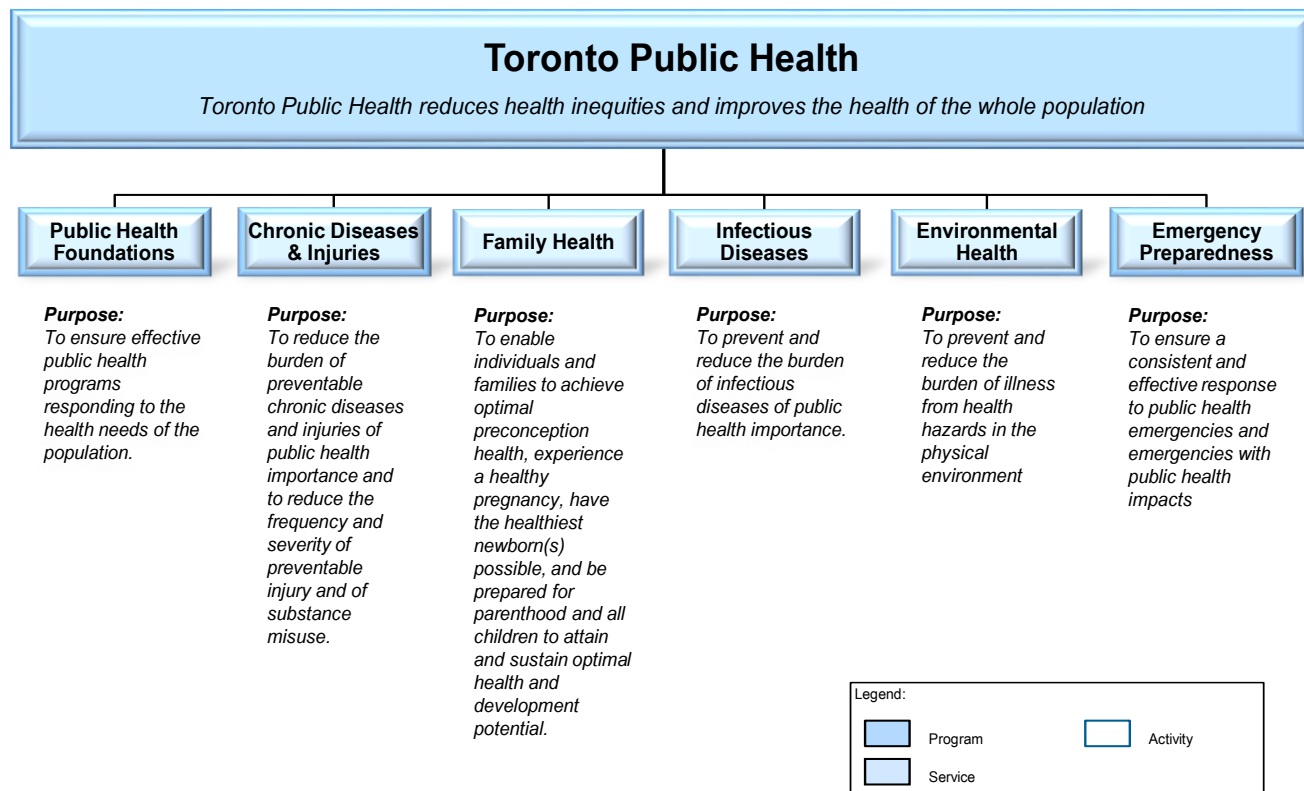 Toronto Public Health
Toronto Public Health reduces health inequities and improves the health of the whole population
Public Health
Foundations
Chronic Diseases
& Injuries
Family Health
Infectious
Diseases
Environmental
Health
Emergency
Preparedness
Purpose:
To ensure effective
public health
programs
responding to the
health needs of the
population.
Purpose:
To reduce the
burden of
preventable
chronic diseases
and injuries of
public health
importance and
to reduce the
frequency and
severity of
preventable
injury and of
substance
misuse.
Purpose:
To enable
individuals and
families to achieve
optimal
preconception
health, experience
a healthy
pregnancy, have
the healthiest
newborn(s)
possible, and be
prepared for
parenthood and all
children to attain
and sustain optimal
health and
development
potential.
Purpose:
To prevent and
reduce the burden
of infectious
diseases of public
health importance.
Purpose:
To prevent and
reduce the
burden of illness
from health
hazards in the
physical
environment
Purpose:
To ensure a
consistent and
effective response
to public health
emergencies and
emergencies with
public health
impacts
Legend:
Program
Activity
Service